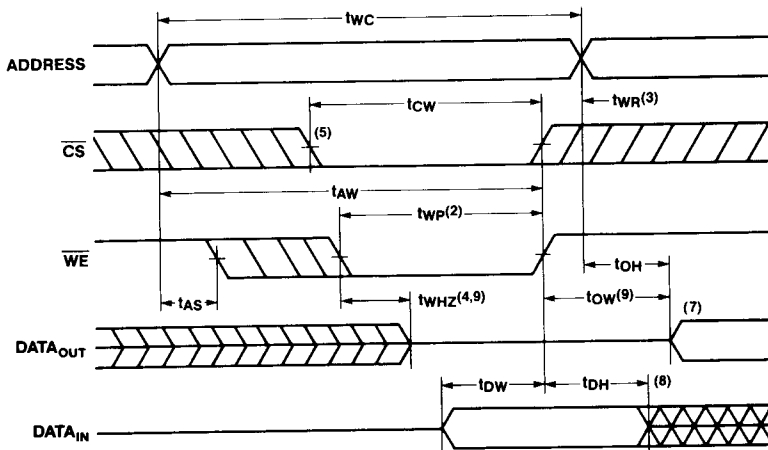 tWC
ADDRESS
tCW
tWR(3)
CS
(5)
tAW
tWP(2)
WE
tOH
tAS
tWHZ(4,9)
tOW(9)
(7)
DATAOUT
tDW
tDH
(8)
DATAIN